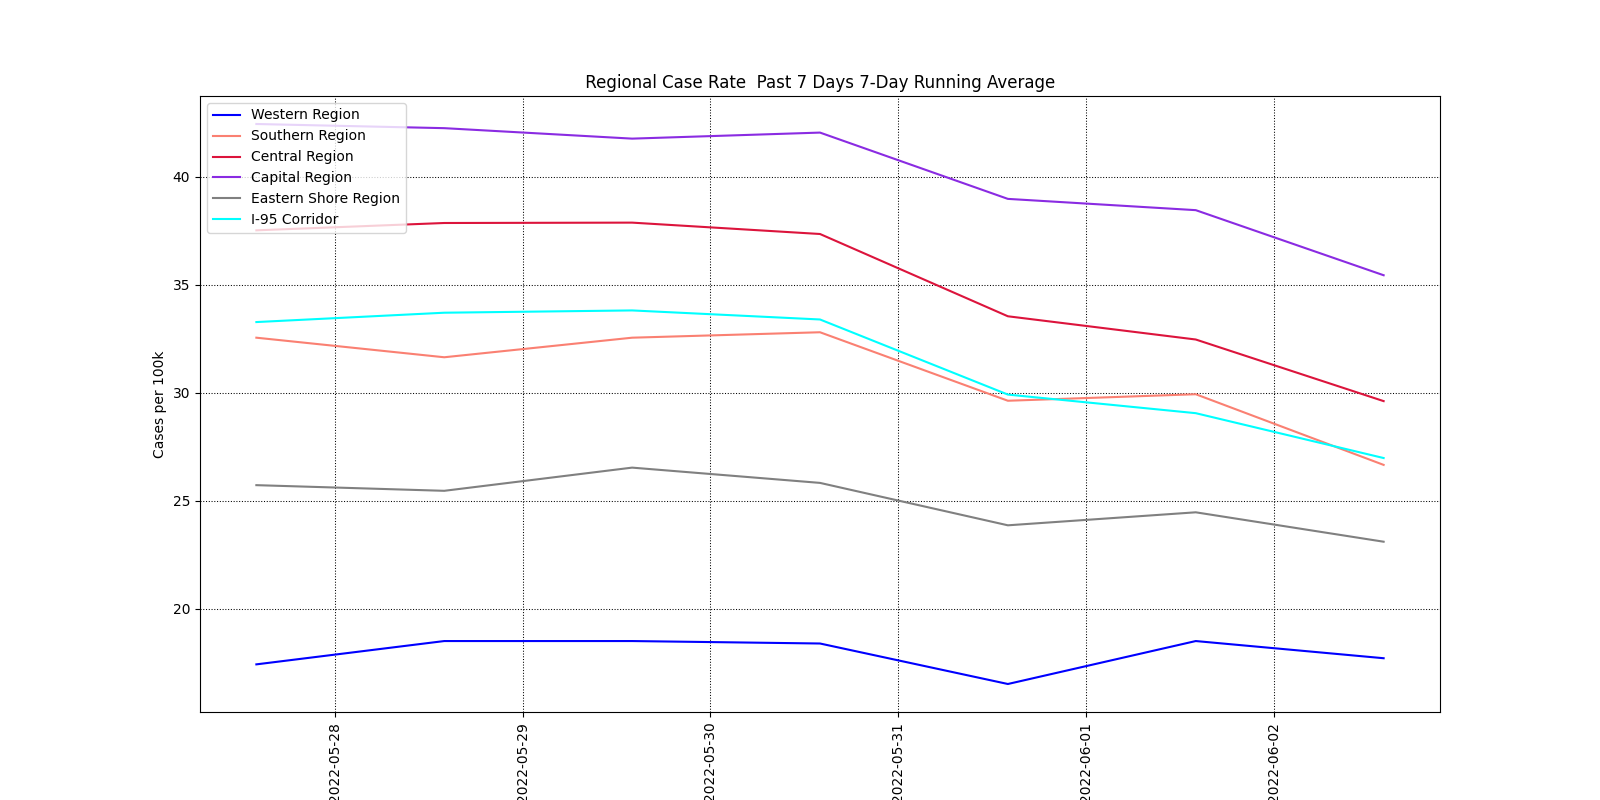 Regional Case Rate  Past 7 Days 7-Day Running Average
Western Region
Southern Region
Central Region
Capital Region
Eastern Shore Region
I-95 Corridor
Cases per 100k
40
35
30
25
20
2022-05-28
2022-05-29
2022-05-30
2022-05-31
2022-06-01
2022-06-02